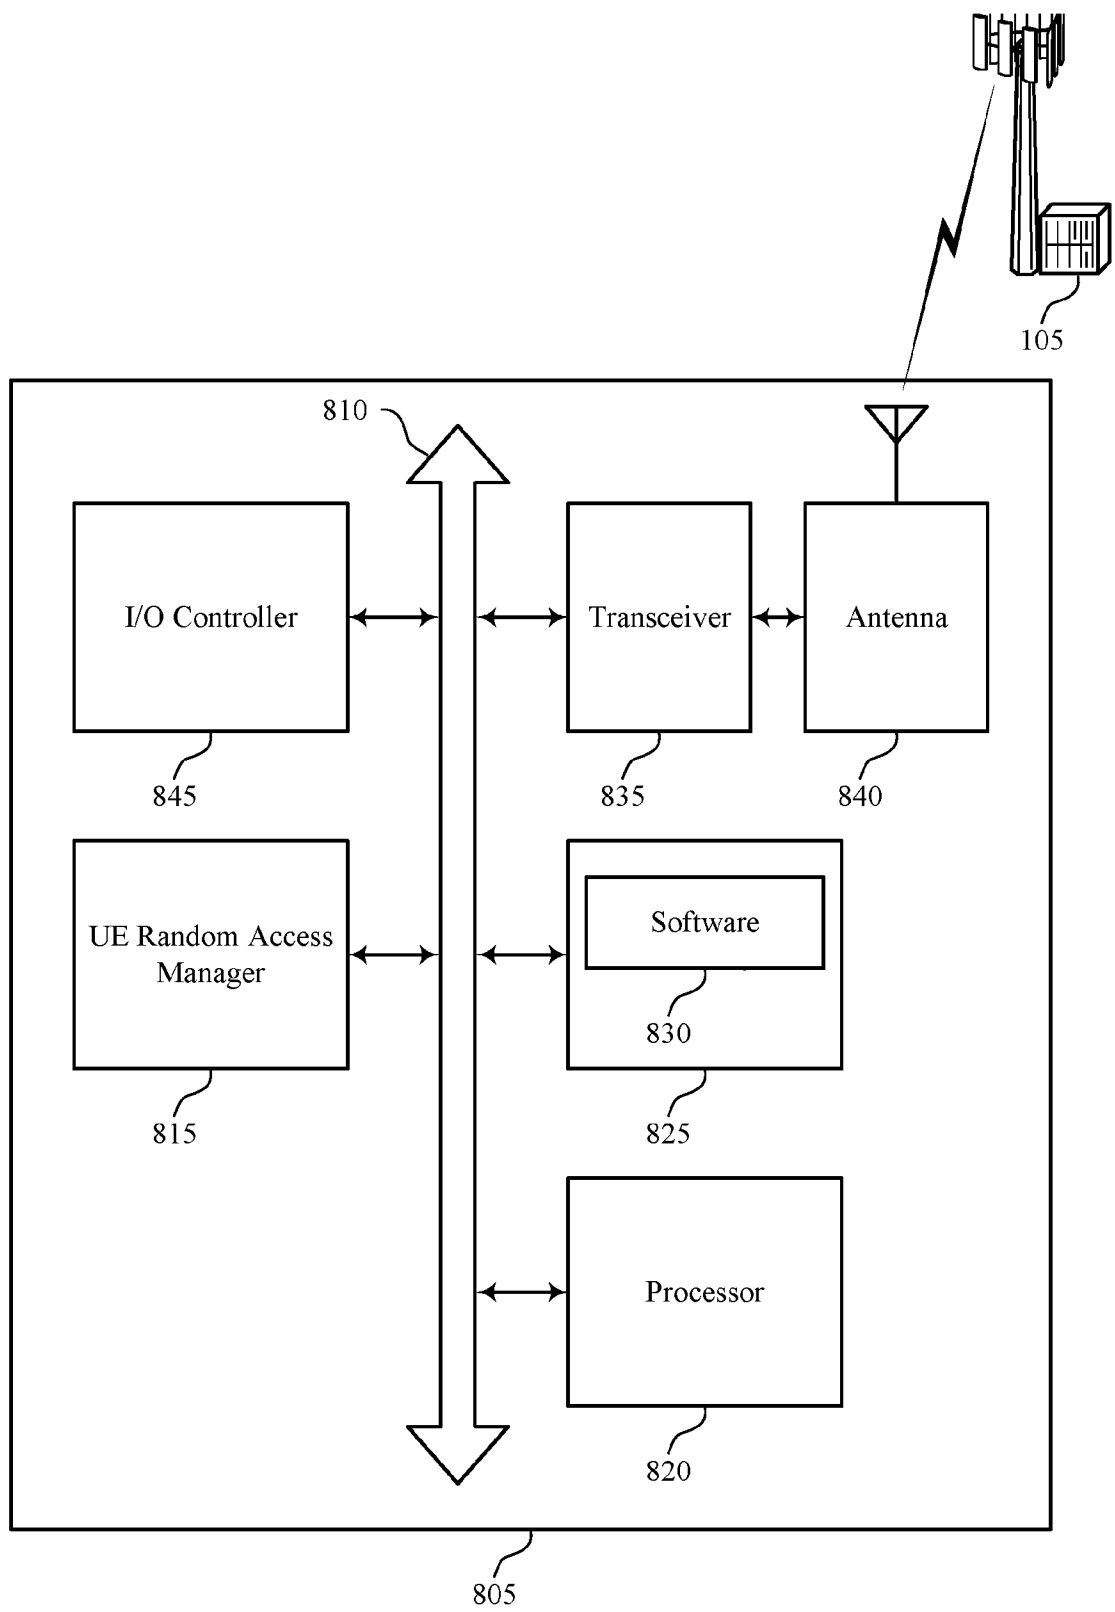 105
810
I/O Controller
Transceiver
Antenna
845
835
840
UE Random Access
Manager
Software
830
815
825
Processor
820
805